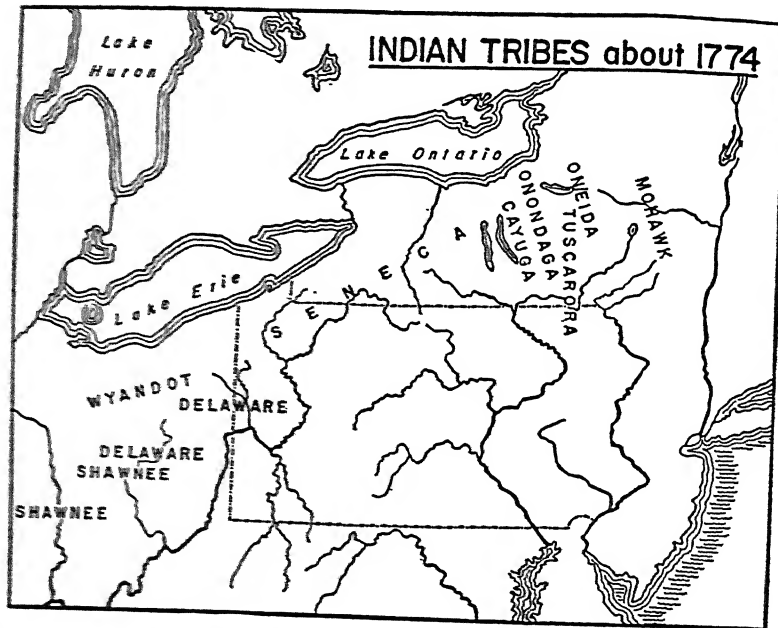 INDIAN TRIBES about 1774
Lake
Huron
Lake Ontario
Lake Erie
SENECA
CAYUGA
ONONDAGA
ONEIDA
TUSCARORA
MOHAWK
WYANDOT
DELAWARE
DELAWARE
SHAWNEE
SHAWNEE